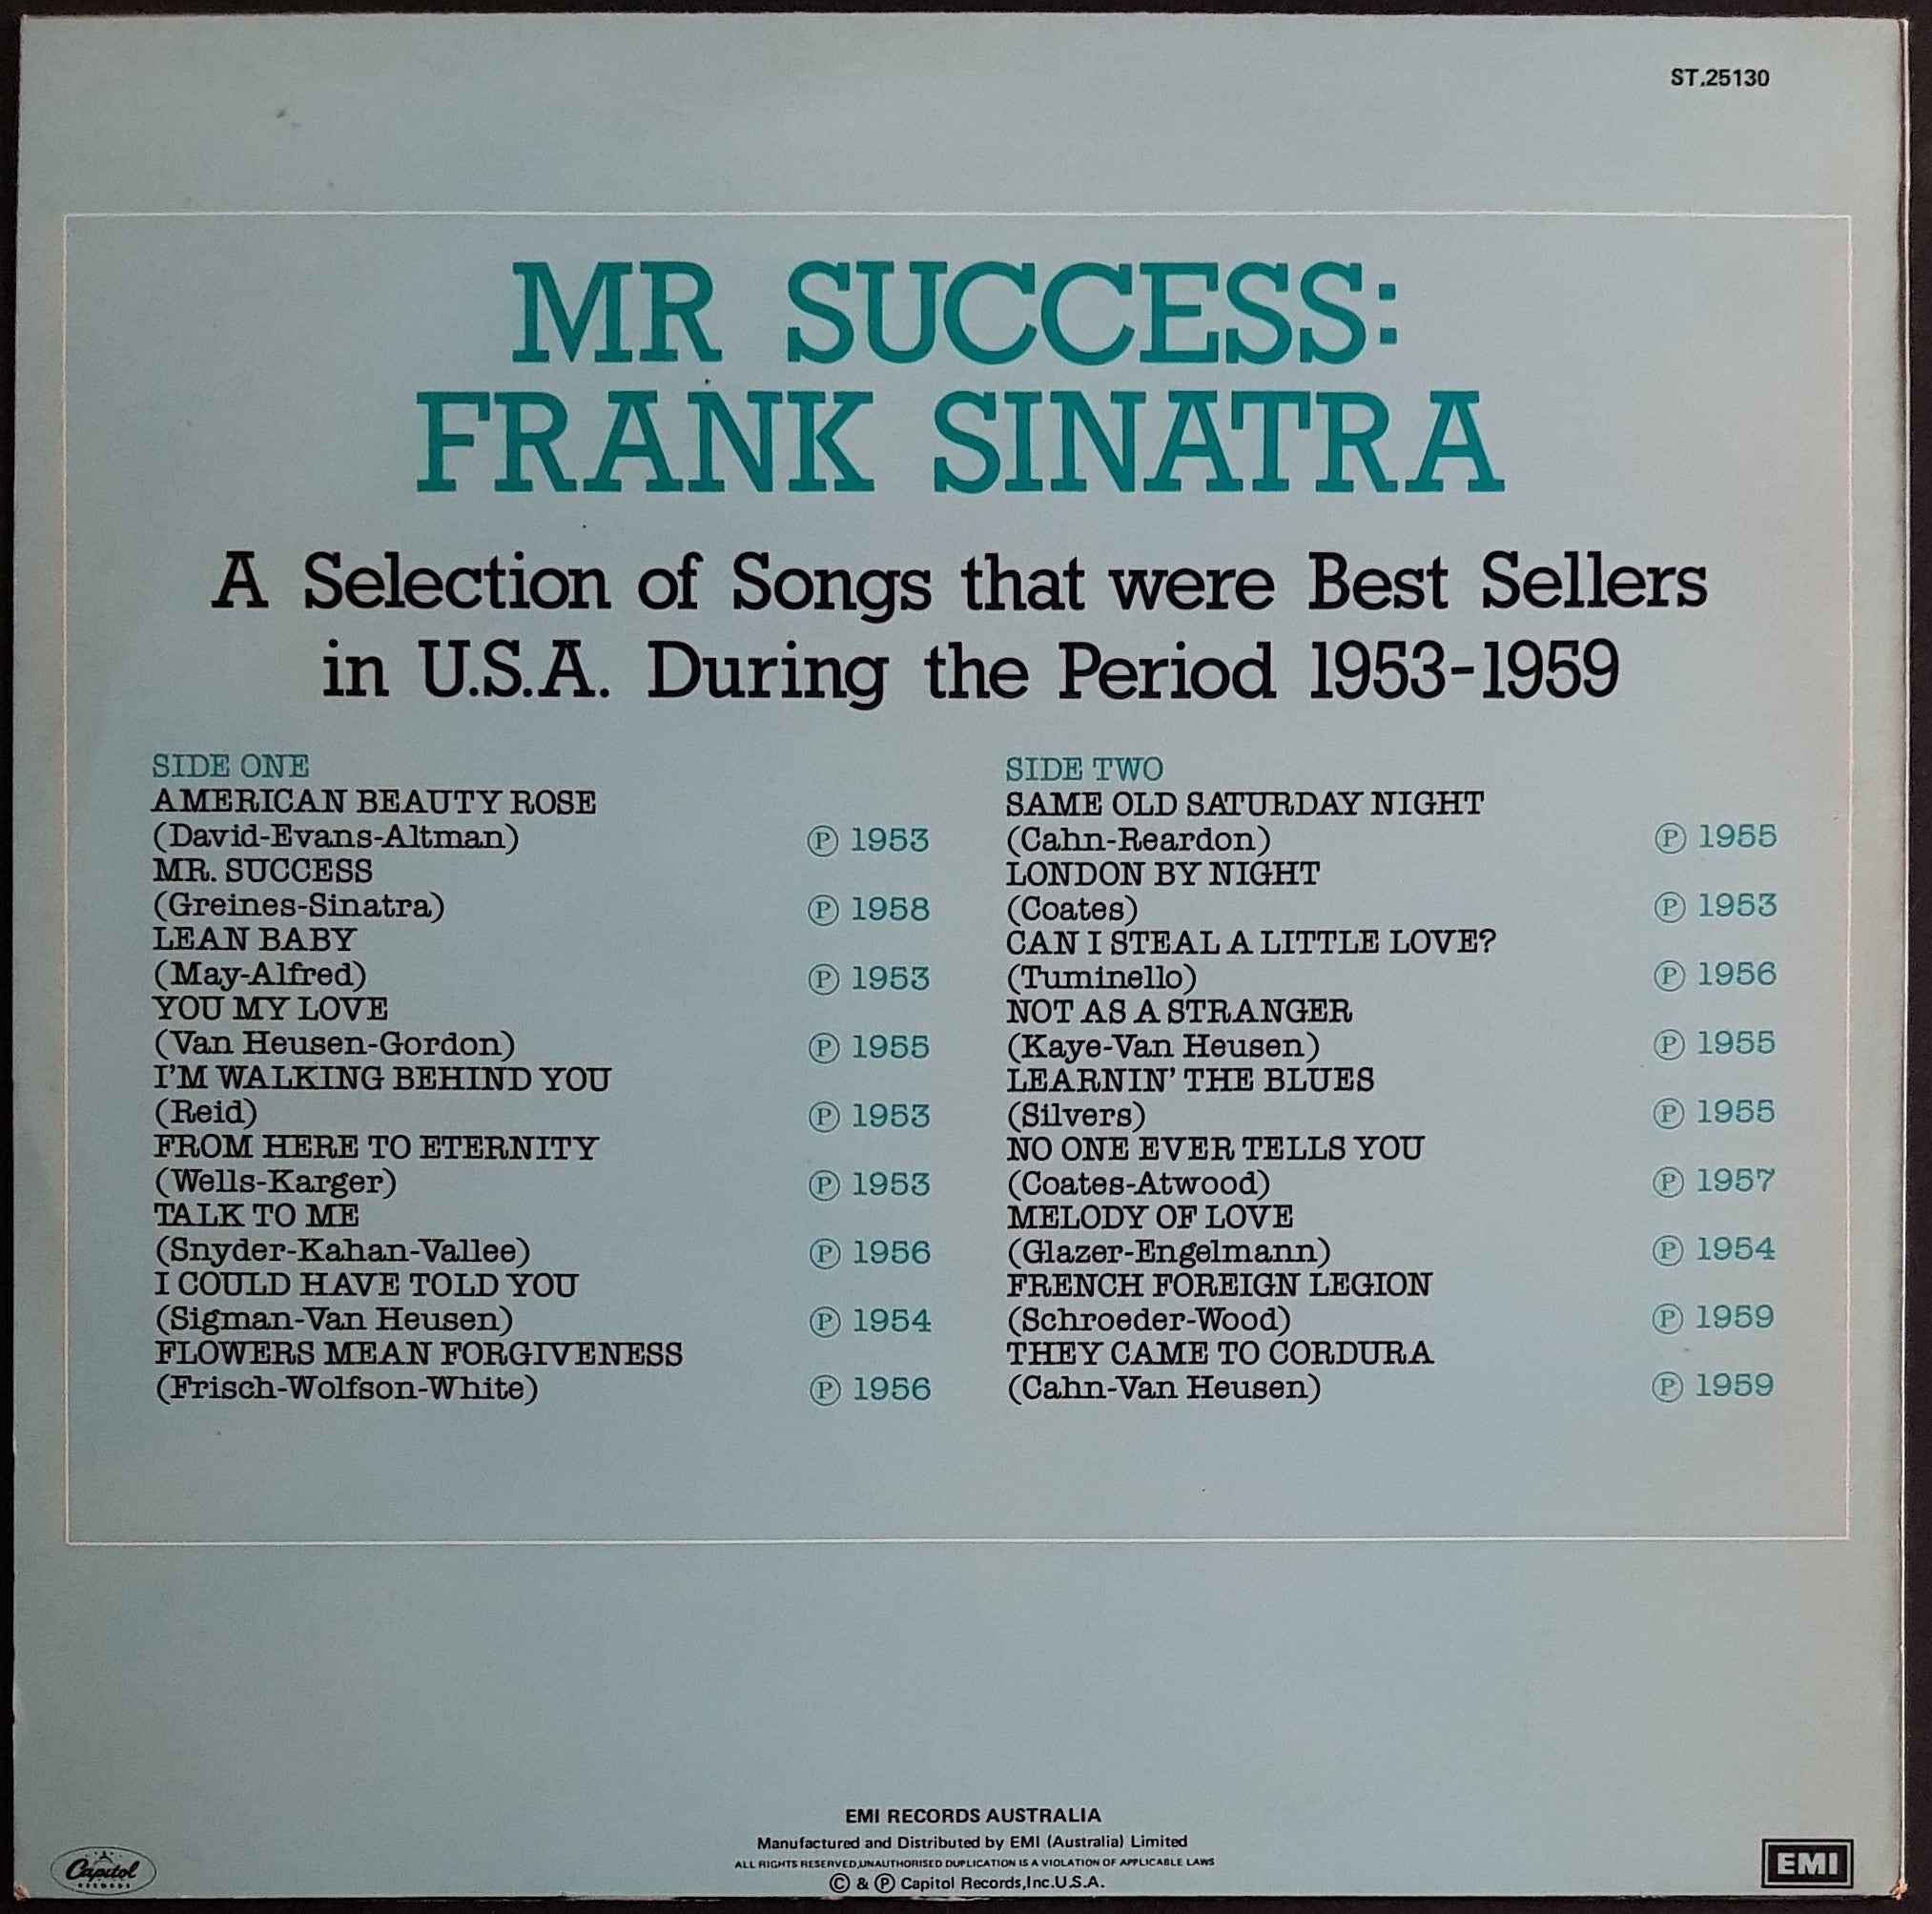 ST.25130
MR SUCCESS:
FRANK SINATRA
A Selection of Songs that were Best Sellers
in U.S.A. During the Period 1953-1959
SIDE ONE
AMERICAN BEAUTY ROSE
(David-Evans-Altman) Ⓟ 1953
MR. SUCCESS
(Greines-Sinatra) Ⓟ 1958
LEAN BABY
(May-Alfred) Ⓟ 1953
YOU MY LOVE
(Van Heusen-Gordon) Ⓟ 1955
I'M WALKING BEHIND YOU
(Reid) Ⓟ 1953
FROM HERE TO ETERNITY
(Wells-Karger) Ⓟ 1953
TALK TO ME
(Snyder-Kahan-Vallee) Ⓟ 1956
I COULD HAVE TOLD YOU
(Sigman-Van Heusen) Ⓟ 1954
FLOWERS MEAN FORGIVENESS
(Frisch-Wolfson-White) Ⓟ 1956
SIDE TWO
SAME OLD SATURDAY NIGHT
(Cahn-Reardon) Ⓟ 1955
LONDON BY NIGHT
(Coates) Ⓟ 1953
CAN I STEAL A LITTLE LOVE?
(Tuminello) Ⓟ 1956
NOT AS A STRANGER
(Kaye-Van Heusen) Ⓟ 1955
LEARNIN' THE BLUES
(Silvers) Ⓟ 1955
NO ONE EVER TELLS YOU
(Coates-Atwood) Ⓟ 1957
MELODY OF LOVE
(Glazer-Engelmann) Ⓟ 1954
FRENCH FOREIGN LEGION
(Schroeder-Wood) Ⓟ 1959
THEY CAME TO CORDURA
(Cahn-Van Heusen) Ⓟ 1959
EMI RECORDS AUSTRALIA
Manufactured and Distributed by EMI (Australia) Limited
ALL RIGHTS RESERVED,UNAUTHORISED DUPLICATION IS A VIOLATION OF APPLICABLE LAWS
© & Ⓟ Capitol Records,Inc.U.S.A.
Capitol
RECORDS
EMI